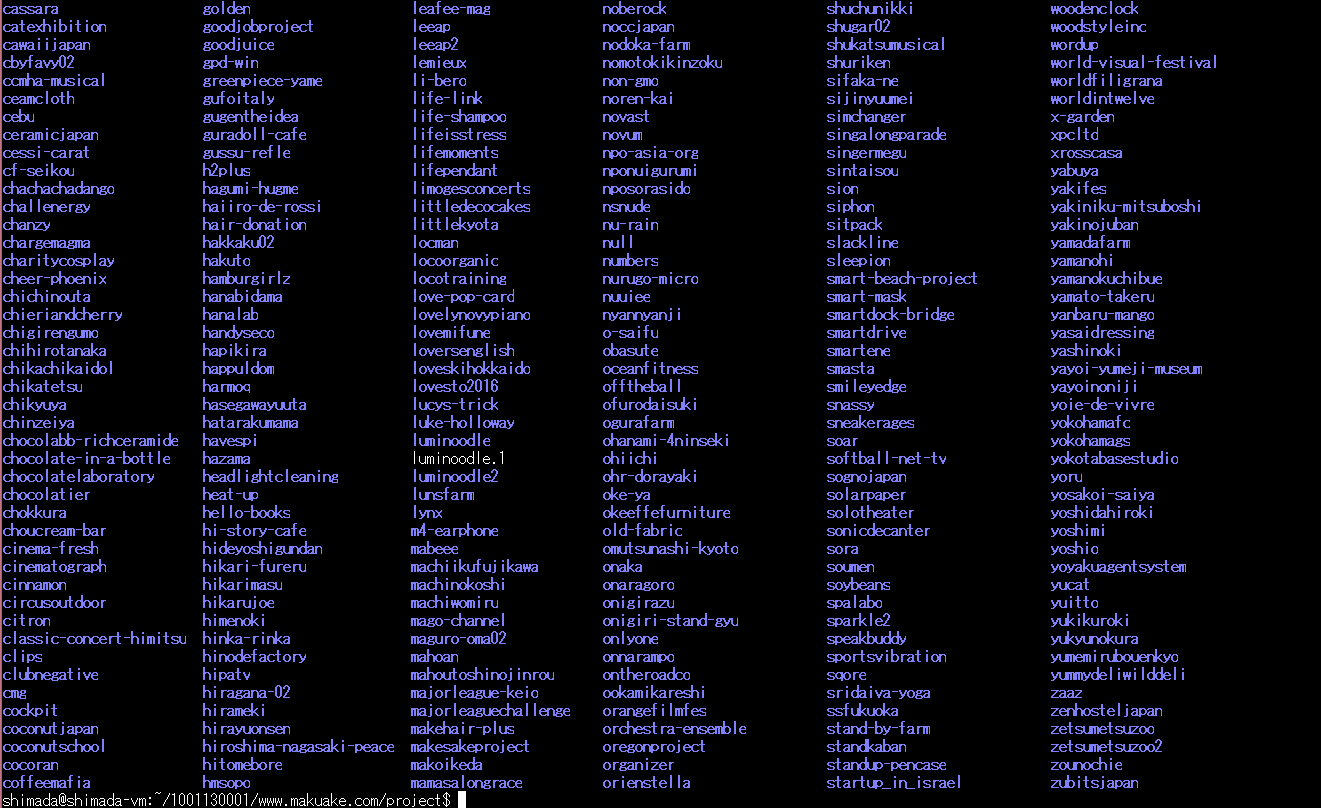 cassara golden leafee-mag noberock shuchunikki woodenclock
catexhibition goodjobproject leeap noccjapan shugar02 woodstyleinc
cawaiijapan goodjuice leeap2 nodoka-farm shukatsumusical wordup
cbyfavy02 gpd-win lemieux nomotokikinzoku shuriken world-visual-festival
ccmha-musical greenpiece-yame li-bero non-gmo sifaka-ne worldfiligrana
ceamcloth gufoitaly life-link noren-kai sijinyuumei worldintwelve
cebu gugentheidea life-shampoo novast simchanger x-garden
ceramicjapan guradoll-cafe lifeisstress novum singalongparade xpcltd
cessi-carat gussu-refle lifemoments npo-asia-org singermegu xrosscasa
cf-seikou h2plus lifependant nponuigurumi sintaisou yabuya
chachachadango hagumi-hugme limogesconcerts nposorasido sion yakifes
challenergy haiiro-de-rossi littledecocakes nsnude siphon yakiniku-mitsuboshi
chanzy hair-donation littlekyota nu-rain sitpack yakinojuban
chargemagma hakkaku02 locman null slackline yamadafarm
charitycosplay hakuto locoorganic numbers sleepion yamanohi
cheer-phoenix hamburgirlz locotraining nurugo-micro smart-beach-project yamanokuchibue
chichinouta hanabidama love-pop-card nuuiee smart-mask yamato-takeru
chieriandcherry hanalab lovelynovypiano nyannyanji smartdock-bridge yanbaru-mango
chigirengumo handyseco lovemifune o-saifu smartdrive yasaidressing
chihirotanaka hapikira loversenglish obasute smartene yashinoki
chikachikaidol happuldom loveskihokkaido oceanfitness smasta yayoi-yumeji-museum
chikatetsu harmoq lovesto2016 offtheball smileyedge yayoinoniji
chikyuya hasegawayuuta lucys-trick ofurodaisuki snassy yoie-de-vivre
chinzeiya hatarakumama luke-holloway ogurafarm sneakerages yokohamafc
chocolabb-richceramide havespi luminoodle ohanami-4ninseki soar yokohamags
chocolate-in-a-bottle hazama luminoodle.1 ohiichi softball-net-tv yokotabasestudio
chocolatelaboratory headlightcleaning luminoodle2 ohr-dorayaki sognojapan yoru
chocolatier heat-up lunsfarm oke-ya solarpaper yosakoi-saiya
chokkura hello-books lynx okeeffefurniture solotheater yoshidahiroki
choucream-bar hi-story-cafe m4-earphone old-fabric sonicdecanter yoshimi
cinema-fresh hideyoshigundan mabeee omutsunashi-kyoto sora yoshio
cinematograph hikari-fureru machiikufujikawa onaka soumen yoyakuagentsystem
cinnamon hikarimasu machinokoshi onaragoro soybeans yucat
circusoutdoor hikarujoe machiwomiru onigirazu spalabo yuitto
citron himenoki mago-channel onigiri-stand-gyu sparkle2 yukikuroki
classic-concert-himitsu hinka-rinka maguro-oma02 onlyone speakbuddy yukyunokura
clips hinodefactory mahoan onnarampo sportsvibration yumemirubouenkyo
clubnegative hipatv mahoutoshinojinrou ontheroadco sqore yummydeliwilddeli
cmg hiragana-02 majorleague-keio ookamikareshi sridaiva-yoga zaaz
cockpit hirameki majorleaguechallenge orangefilmfes ssfukuoka zenhosteljapan
coconutjapan hirayuonsen makehair-plus orchestra-ensemble stand-by-farm zetsumetsuzoo
coconutschool hiroshima-nagasaki-peace makesakeproject oregonproject standkaban zetsumetsuzoo2
cocoran hitomebore makoikeda organizer standup-pencase zounochie
coffeemafia hmsopo mamasalongrace orienstella startup_in_israel zubitsjapan
shimada@shimada-vm:~/1001130001/www.makuake.com/project$